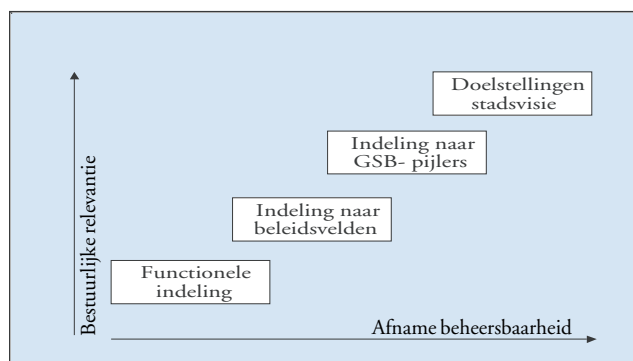 Doelstellingen
stadsvisie
Indeling naar
GSB- pijlers
Indeling naar
beleidsvelden
Functionele
indeling
Bestuurlijke relevantie
Afname beheersbaarheid